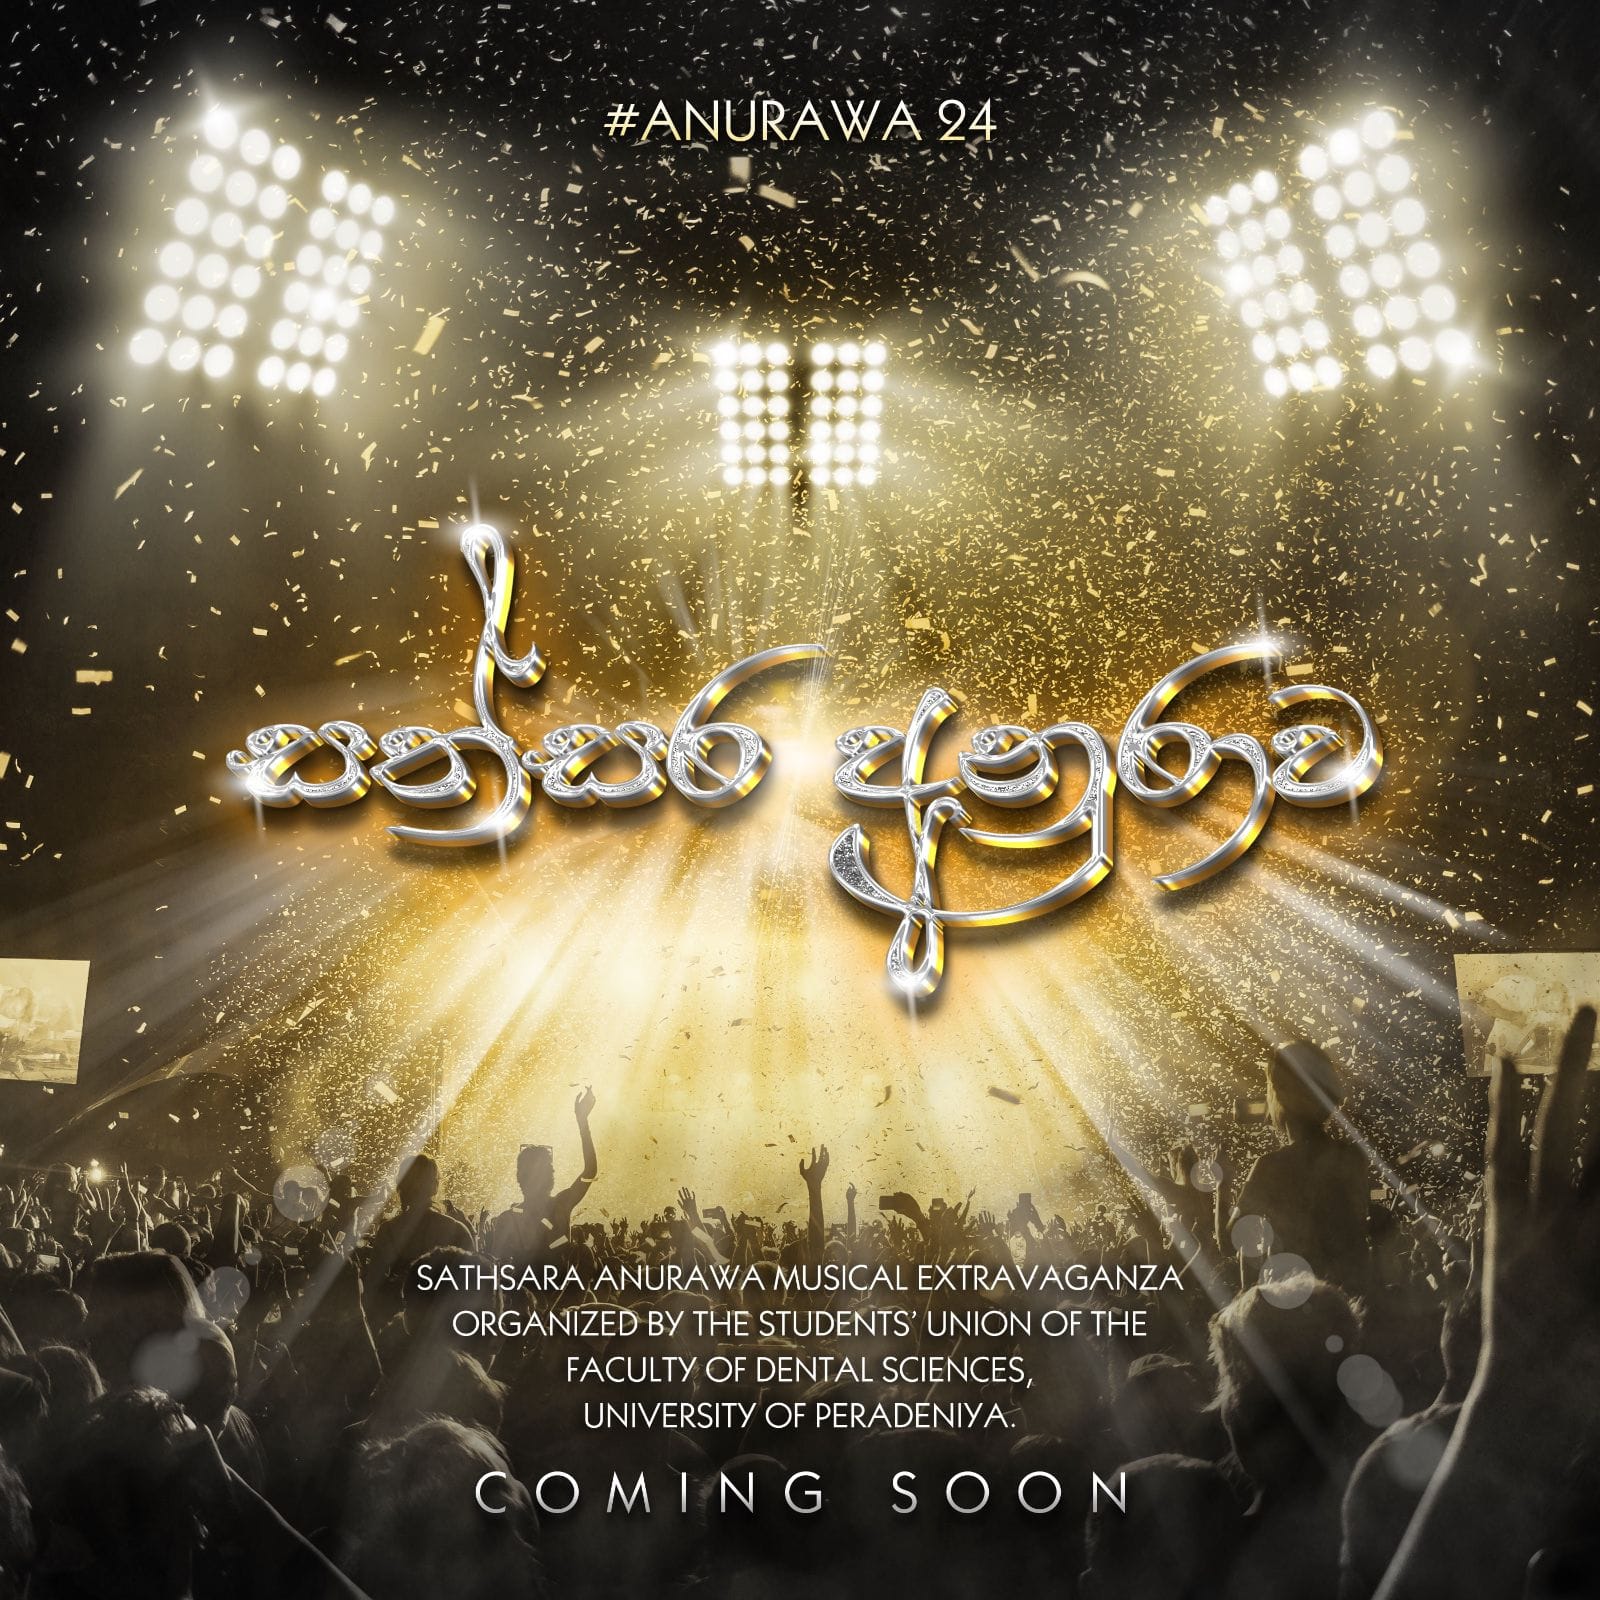 #ANURAWA 24
සත්සර අනුරාව
SATHSARA ANURAWA MUSICAL EXTRAVAGANZA
ORGANIZED BY THE STUDENTS' UNION OF THE
FACULTY OF DENTAL SCIENCES,
UNIVERSITY OF PERADENIYA.
COMING SOON